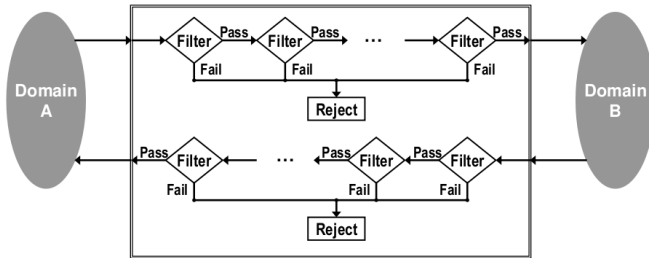 Domain
A
Filter
Pass
Filter
Pass
...
Filter
Pass
Fail
Fail
Fail
Reject
Domain
B
Pass
Filter
...
Pass
Filter
Pass
Filter
Fail
Fail
Fail
Reject